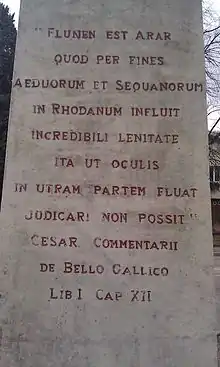 "Flunen est Arar
quod per fines
Aeduorum et Sequanorum
in Rhodanum influit
incredibili lenitate
ita ut oculis
in utram partem fluat
judicari non possit"
Cesar Commentarii
de Bello Gallico
Lib I Cap XII